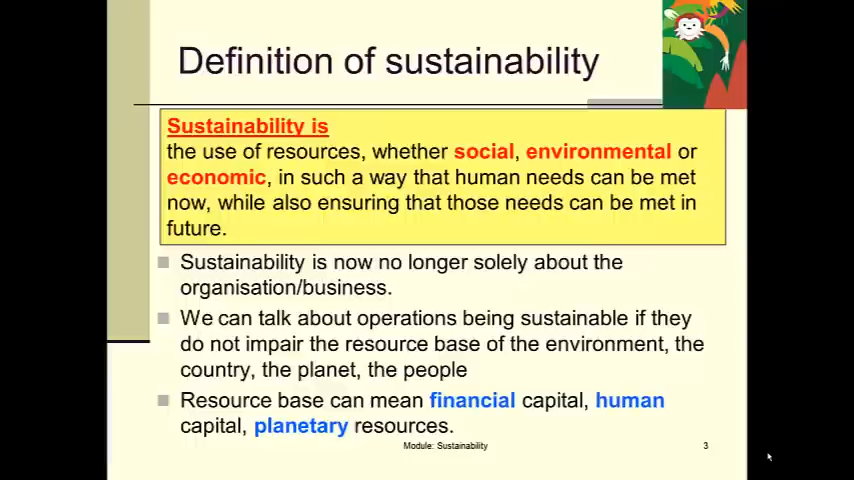 Definition of sustainability
Sustainability is
the use of resources, whether social, environmental or
economic, in such a way that human needs can be met
now, while also ensuring that those needs can be met in
future.
Sustainability is now no longer solely about the
organisation/business.
We can talk about operations being sustainable if they
do not impair the resource base of the environment, the
country, the planet, the people
Resource base can mean financial capital, human
capital, planetary resources.
Module: Sustainability
3